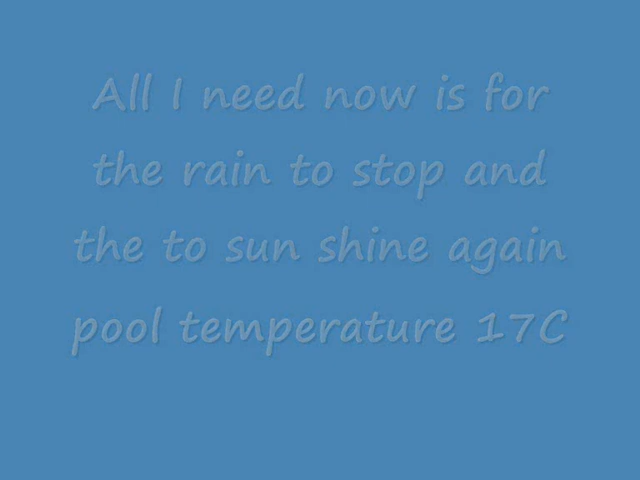 All I need now is for
the rain to stop and
the to sun shine again
pool temperature 17C